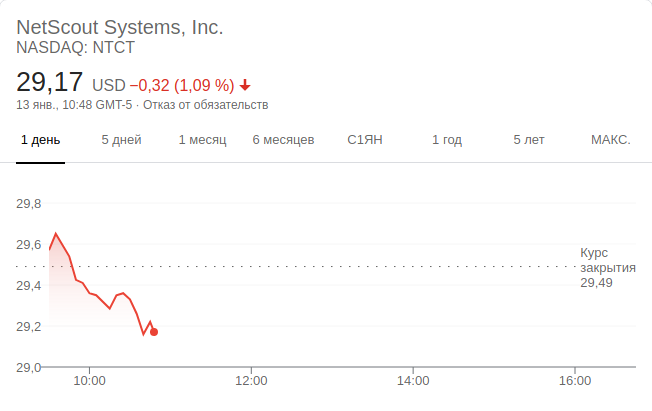 NetScout Systems, Inc.
NASDAQ: NTCT
29,17 USD −0,32 (1,09 %)
13 янв., 10:48 GMT-5 · Отказ от обязательств
1 день 5 дней 1 месяц 6 месяцев С1ЯН 1 год 5 лет МАКС.
29,8
29,6
Курс
закрытия
29,49
29,4
29,2
29,0
10:00 12:00 14:00 16:00